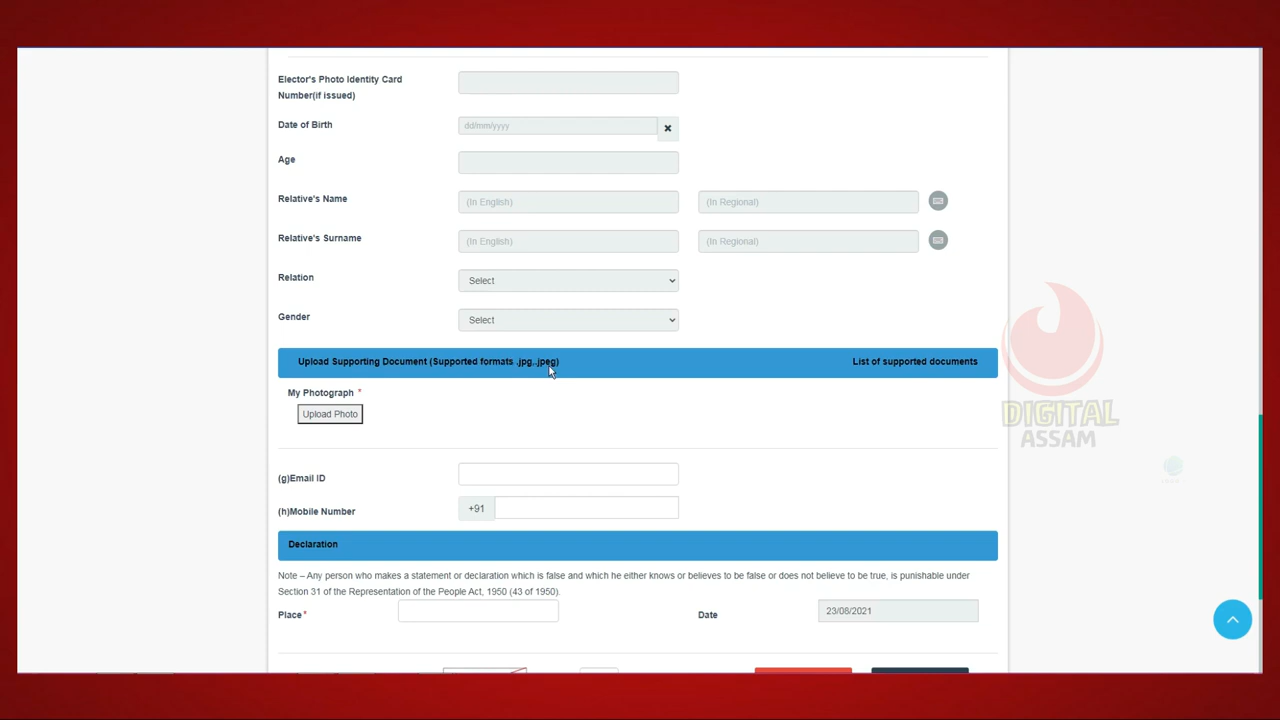 Elector's Photo Identity Card
Number(if issued)
Date of Birth
dd/mm/yyyy
Age
Relative's Name
(In English)
(In Regional)
Relative's Surname
(In English)
(In Regional)
Relation
Select
Gender
Select
Upload Supporting Document (Supported formats .jpg,.jpeg)
List of supported documents
My Photograph *
Upload Photo
(g)Email ID
(h)Mobile Number
+91
Declaration
Note – Any person who makes a statement or declaration which is false and which he either knows or believes to be false or does not believe to be true, is punishable under
Section 31 of the Representation of the People Act, 1950 (43 of 1950).
Place*
Date
23/08/2021
DIGITAL
ASSAM